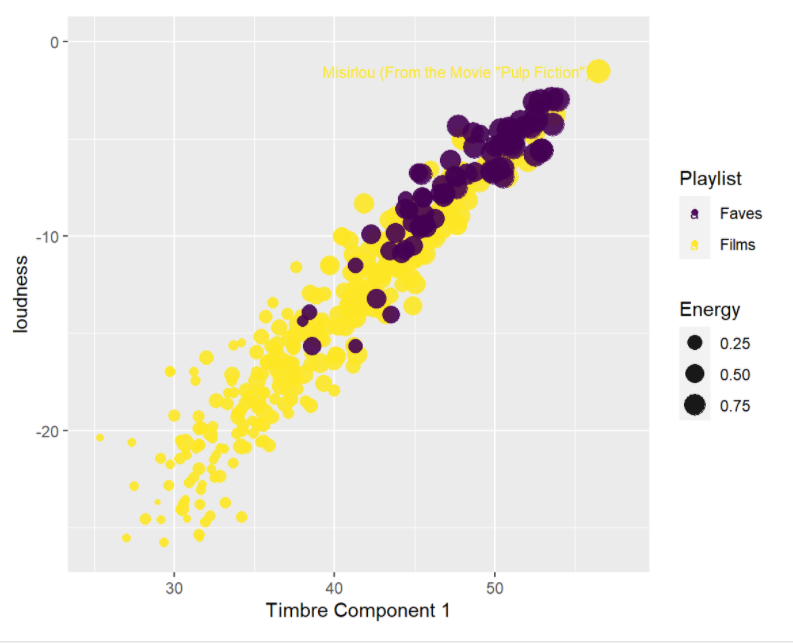 0
Misirlou (From the Movie "Pulp Fiction")
-10
-20
loudness
30 40 50
Timbre Component 1
Playlist
a Faves
a Films
Energy
0.25
0.50
0.75